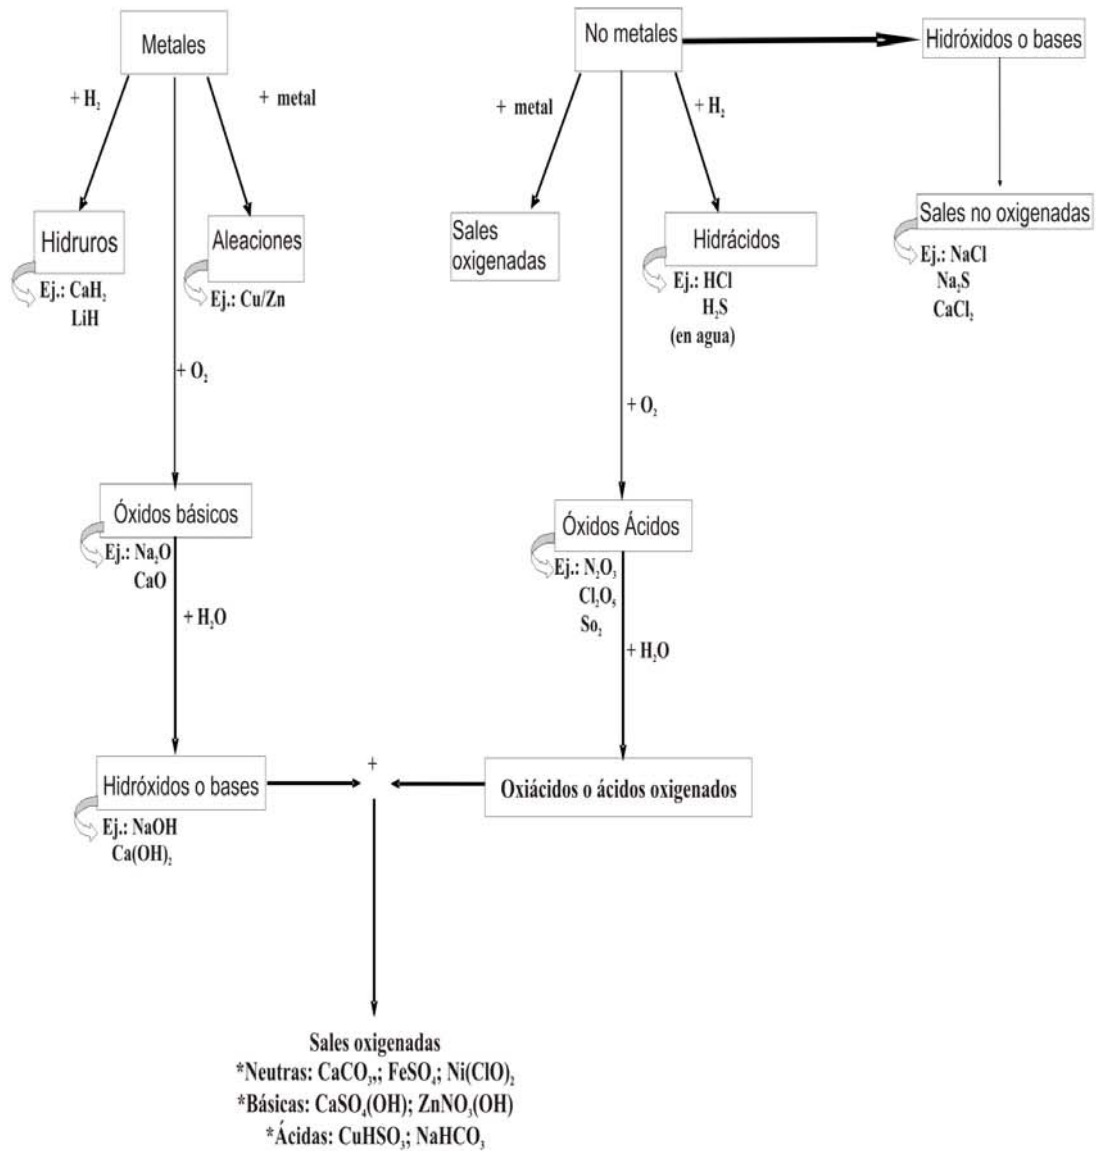 Metales
+ H₂
+ metal
Hidruros
Ej.: CaH₂
LiH
Aleaciones
Ej.: Cu/Zn
+ O₂
Óxidos básicos
Ej.: Na₂O
CaO
+ H₂O
Hidróxidos o bases
Ej.: NaOH
Ca(OH)₂
No metales
+ metal
+ H₂
Sales
oxigenadas
Hidrácidos
Ej.: HCl
H₂S
(en agua)
+ O₂
Óxidos Ácidos
Ej.: N₂O₃
Cl₂O₅
So₂
+ H₂O
Oxiácidos o ácidos oxigenados
Hidróxidos o bases
Sales no oxigenadas
Ej.: NaCl
Na₂S
CaCl₂
+
Sales oxigenadas
*Neutras: CaCO₃,; FeSO₄; Ni(ClO)₂
*Básicas: CaSO₄(OH); ZnNO₃(OH)
*Ácidas: CuHSO₃; NaHCO₃